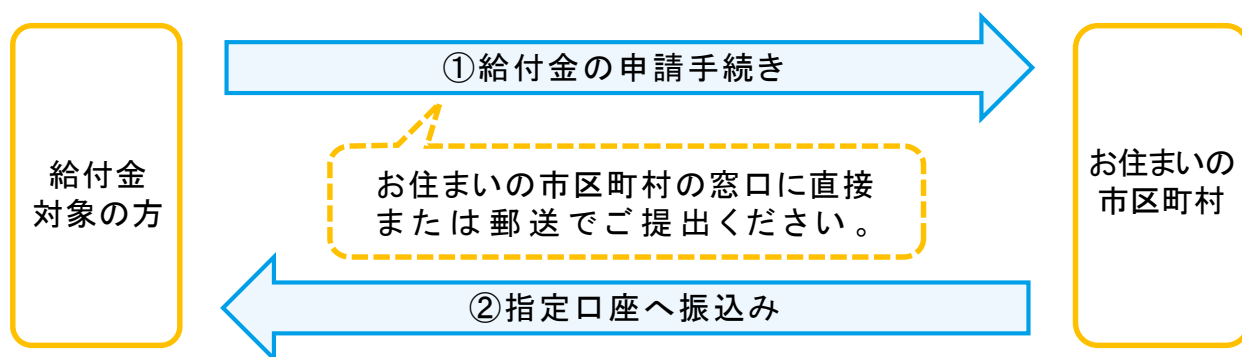 給付金
対象の方
①給付金の申請手続き
お住まいの市区町村の窓口に直接
または郵送でご提出ください。
②指定口座へ振込み
お住まいの
市区町村